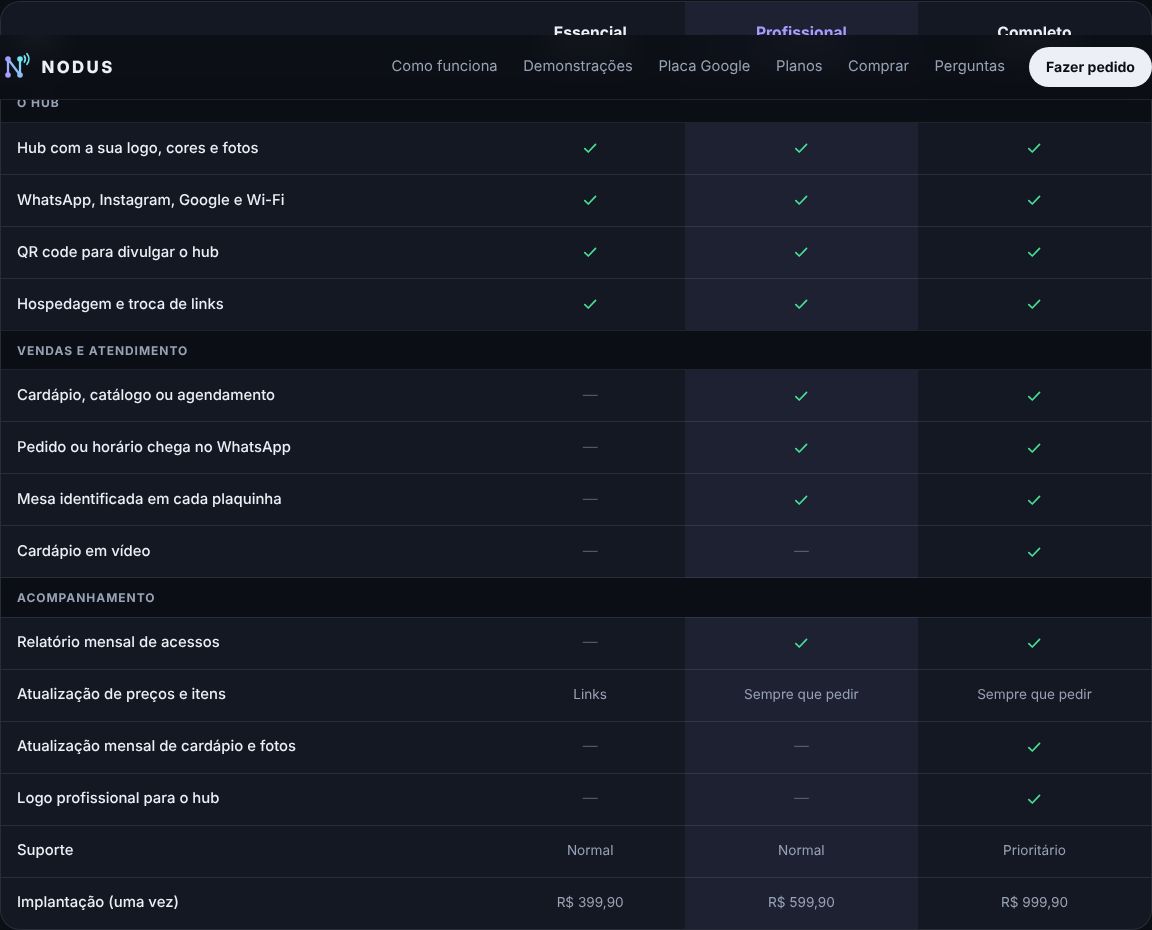 Essencial Profissional Completo
NODUS Como funciona Demonstrações Placa Google Planos Comprar Perguntas Fazer pedido
O HUB
Hub com a sua logo, cores e fotos
WhatsApp, Instagram, Google e Wi-Fi
QR code para divulgar o hub
Hospedagem e troca de links
VENDAS E ATENDIMENTO
Cardápio, catálogo ou agendamento —
Pedido ou horário chega no WhatsApp —
Mesa identificada em cada plaquinha —
Cardápio em vídeo — —
ACOMPANHAMENTO
Relatório mensal de acessos —
Atualização de preços e itens Links Sempre que pedir Sempre que pedir
Atualização mensal de cardápio e fotos — —
Logo profissional para o hub — —
Suporte Normal Normal Prioritário
Implantação (uma vez) R$ 399,90 R$ 599,90 R$ 999,90